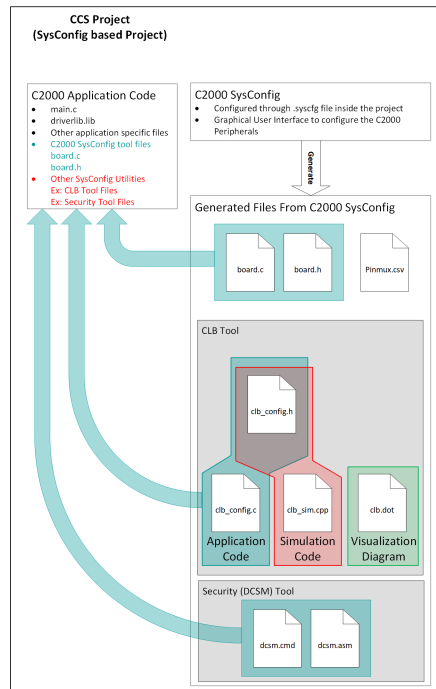 CCS Project
(SysConfig based Project)
C2000 Application Code
● main.c
● driverlib.lib
● Other application specific files
● C2000 SysConfig tool files
board.c
board.h
● Other SysConfig Utilities
Ex: CLB Tool Files
Ex: Security Tool Files
C2000 SysConfig
● Configured through .syscfg file inside the project
● Graphical User Interface to configure the C2000
Peripherals
Generate
Generated Files From C2000 SysConfig
board.c
board.h
Pinmux.csv
CLB Tool
clb_config.h
clb_config.c
clb_sim.cpp
clb.dot
Application
Code
Simulation
Code
Visualization
Diagram
Security (DCSM) Tool
dcsm.cmd
dcsm.asm